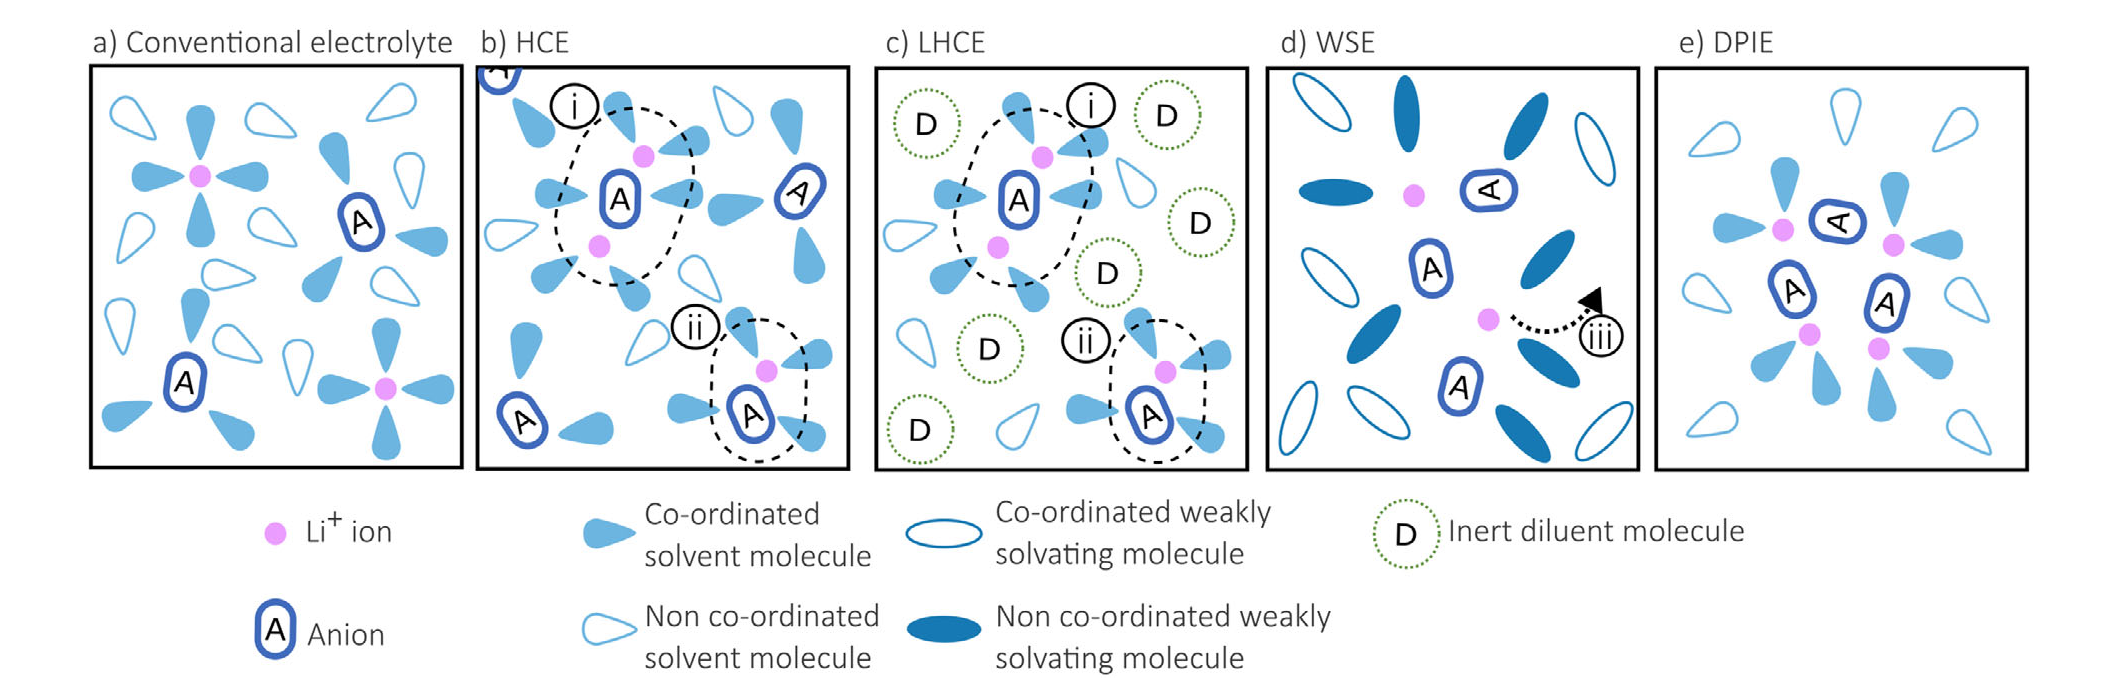 a) Conventional electrolyte
b) HCE
c) LHCE
d) WSE
e) DPIE
A
A
A
i
A
A
ii
A
A
D
i
D
A
D
D
D
ii
D
A
A
A
iii
A
A
A
A
Li+ ion
Co-ordinated
solvent molecule
Co-ordinated weakly
solvating molecule
D Inert diluent molecule
A Anion
Non co-ordinated
solvent molecule
Non co-ordinated weakly
solvating molecule